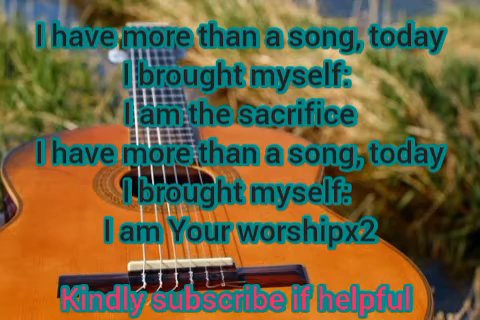 I have more than a song, today
I brought myself:
I am the sacrifice
I have more than a song, today
I brought myself:
I am Your worshipx2
Kindly subscribe if helpful